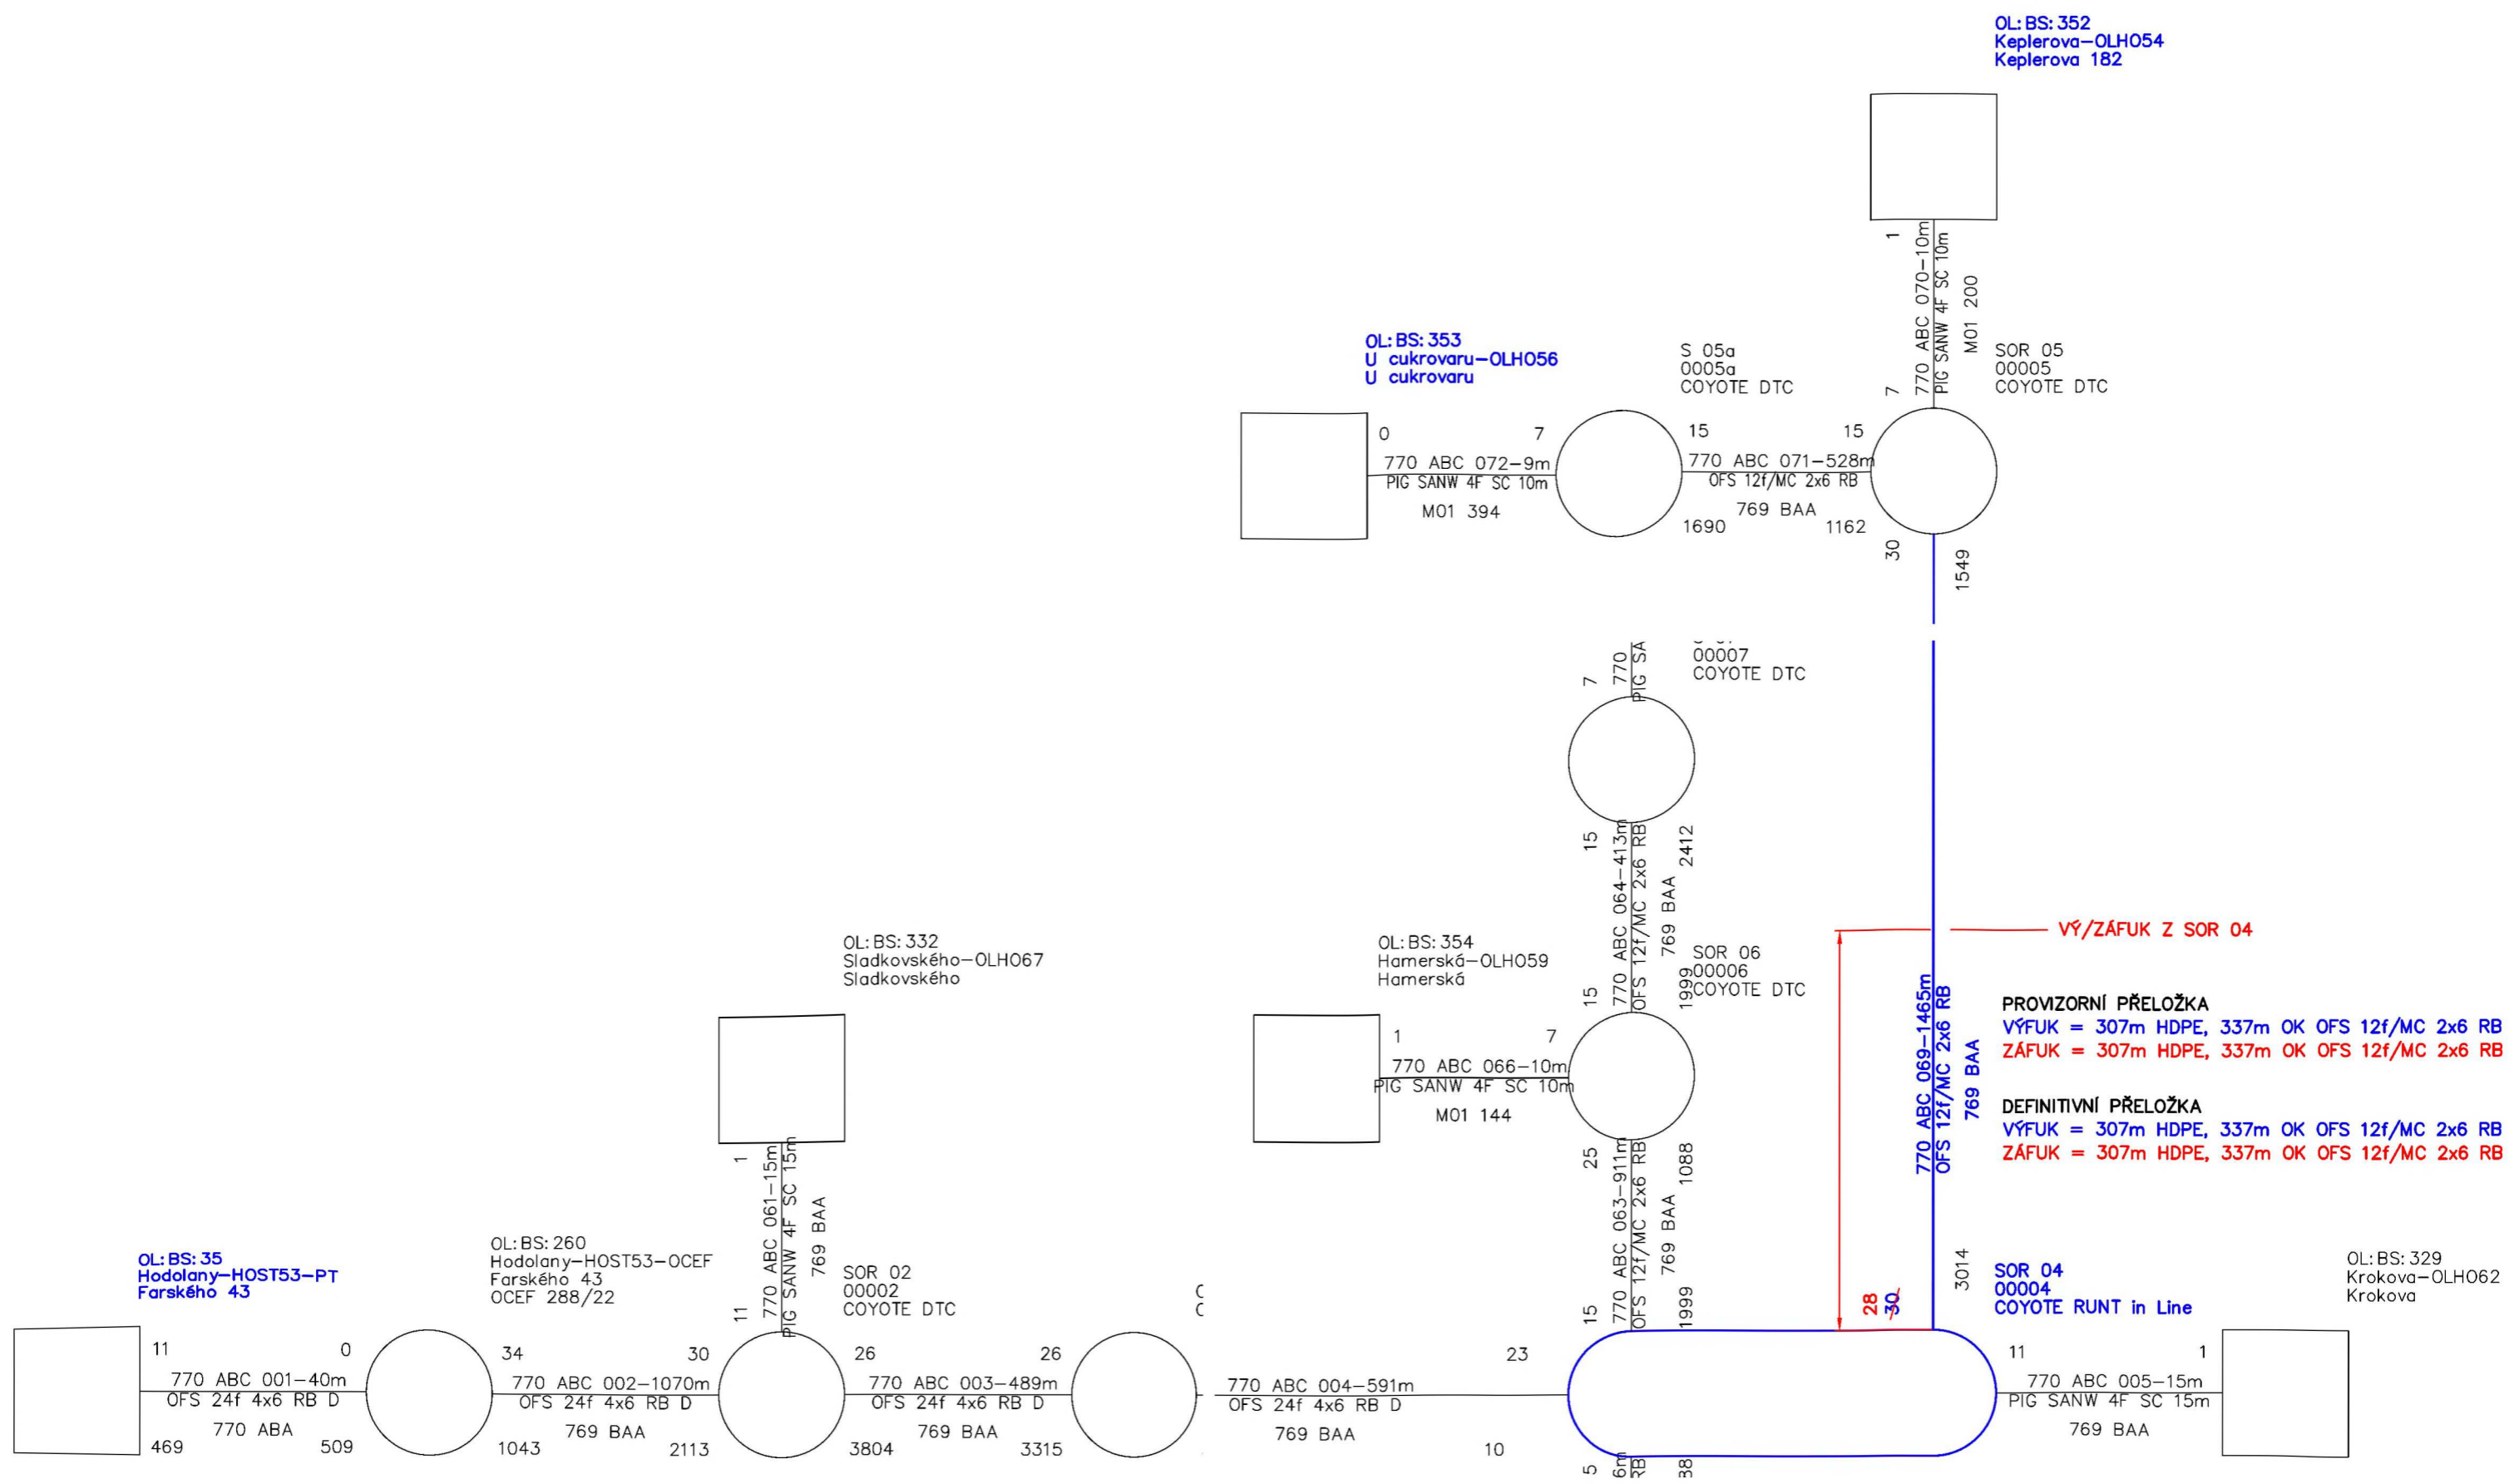 OL:BS:352
Keplerova-OLHO54
Keplerova 182
1
770 ABC 070-10m
PIG SANW 4F SC 10m
M01 200
7
OL:BS:353
U cukrovaru-OLHO56
U cukrovaru
S 05a
0005a
COYOTE DTC
SOR 05
00005
COYOTE DTC
0
7
770 ABC 072-9m
PIG SANW 4F SC 10m
M01 394
15
15
770 ABC 071-528m
OFS 12f/MC 2x6 RB
769 BAA
1690
1162
30
1549
7
770
PIG SA
00007
COYOTE DTC
15
770 ABC 064-413m
OFS 12f/MC 2x6 RB
769 BAA
2412
15
1999
SOR 06
00006
COYOTE DTC
VÝ/ZÁFUK Z SOR 04
OL:BS:332
Sladkovského-OLHO67
Sladkovského
OL:BS:354
Hamerská-OLHO59
Hamerská
1
7
770 ABC 066-10m
PIG SANW 4F SC 10m
M01 144
770 ABC 069-1465m
OFS 12f/MC 2x6 RB
769 BAA
PROVIZORNÍ PŘELOŽKA
VÝFUK = 307m HDPE, 337m OK OFS 12f/MC 2x6 RB
ZÁFUK = 307m HDPE, 337m OK OFS 12f/MC 2x6 RB
DEFINITIVNÍ PŘELOŽKA
VÝFUK = 307m HDPE, 337m OK OFS 12f/MC 2x6 RB
ZÁFUK = 307m HDPE, 337m OK OFS 12f/MC 2x6 RB
1
770 ABC 061-15m
PIG SANW 4F SC 15m
769 BAA
11
25
770 ABC 063-911m
OFS 12f/MC 2x6 RB
769 BAA
1088
15
1999
OL:BS:35
Hodolany-HOST53-PT
Farského 43
OL:BS:260
Hodolany-HOST53-OCEF
Farského 43
OCEF 288/22
SOR 02
00002
COYOTE DTC
28
30
3014
SOR 04
00004
COYOTE RUNT in Line
OL:BS:329
Krokova-OLHO62
Krokova
11
0
770 ABC 001-40m
OFS 24f 4x6 RB D
770 ABA
469
509
34
30
770 ABC 002-1070m
OFS 24f 4x6 RB D
769 BAA
1043
2113
26
26
770 ABC 003-489m
OFS 24f 4x6 RB D
769 BAA
3804
3315
23
770 ABC 004-591m
OFS 24f 4x6 RB D
769 BAA
10
11
1
770 ABC 005-15m
PIG SANW 4F SC 15m
769 BAA
5
6m
RB
88